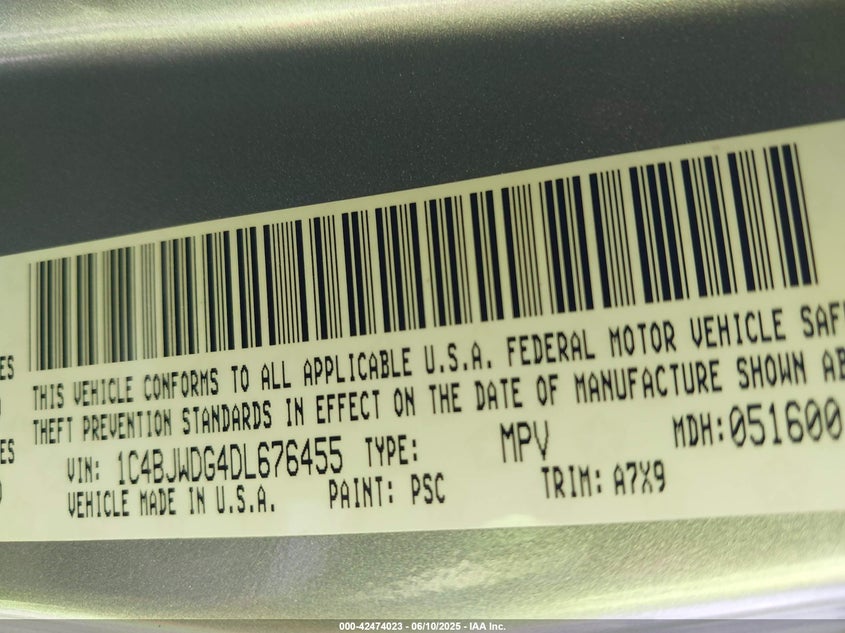 ES
THIS VEHICLE CONFORMS TO ALL APPLICABLE U.S.A. FEDERAL MOTOR VEHICLE SAF
THEFT PREVENTION STANDARDS IN EFFECT ON THE DATE OF MANUFACTURE SHOWN AB
ES
VIN: 1C4BJWDG4DL676455 TYPE: MPV MDH:051600
VEHICLE MADE IN U.S.A. PAINT: PSC TRIM: A7X9
000-42474023 - 06/10/2025 - IAA Inc.